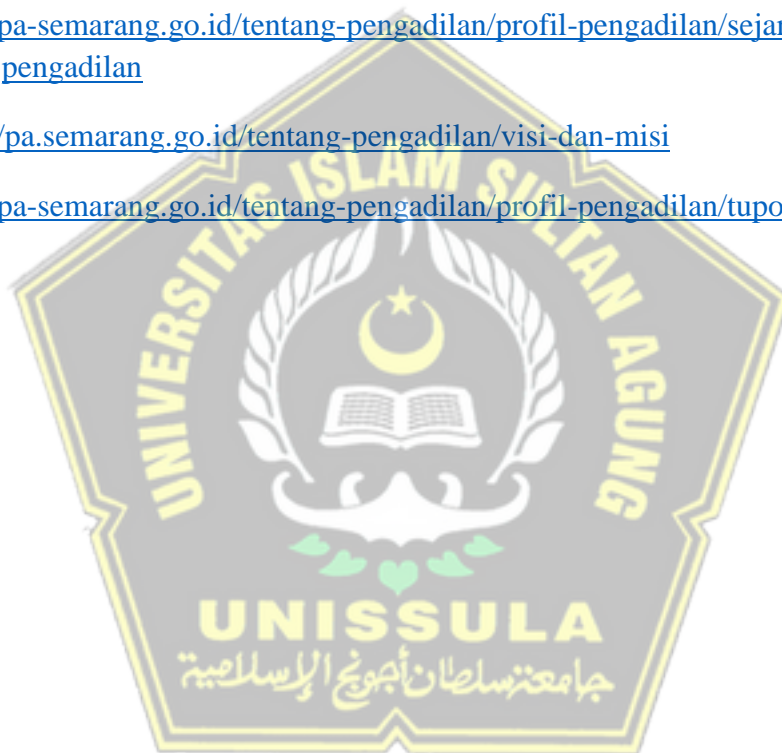 pa-semarang.go.id/tentang-pengadilan/profil-pengadilan/sejar
pengadilan
/pa.semarang.go.id/tentang-pengadilan/visi-dan-misi
pa-semarang.go.id/tentang-pengadilan/profil-pengadilan/tupo
UNIVERSITAS ISLAM SULTAN AGUNG
UNISSULA
جامعة سلطان أجونج الإسلامية